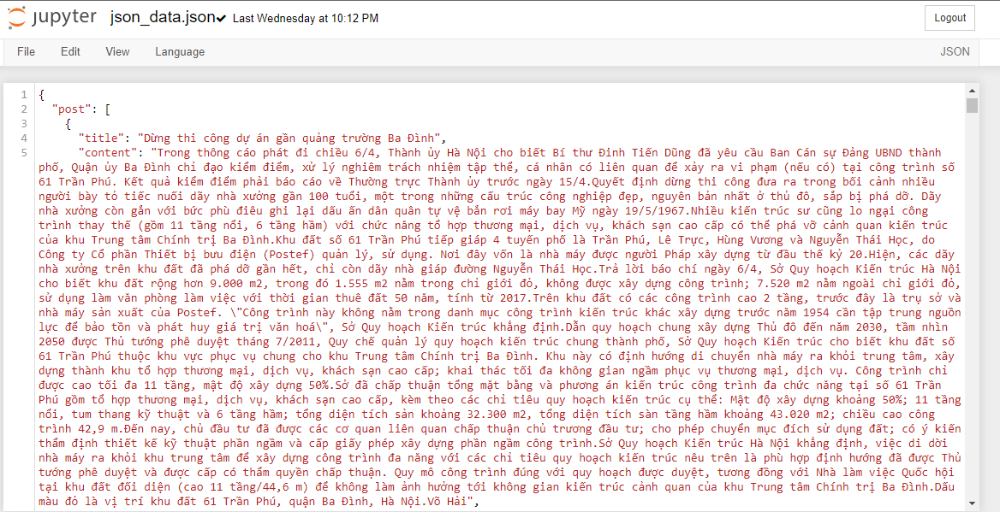 jupyter json_data.json✔ Last Wednesday at 10:12 PM Logout
File Edit View Language JSON
1 {
2 "post": [
3 {
4 "title": "Dừng thi công dự án gần quảng trường Ba Đình",
5 "content": "Trong thông cáo phát đi chiều 6/4, Thành ủy Hà Nội cho biết Bí thư Đinh Tiến Dũng đã yêu cầu Ban Cán sự Đảng UBND thành
phố, Quận ủy Ba Đình chỉ đạo kiểm điểm, xử lý nghiêm trách nhiệm tập thể, cá nhân có liên quan để xảy ra vi phạm (nếu có) tại công trình số
61 Trần Phú. Kết quả kiểm điểm phải báo cáo về Thường trực Thành ủy trước ngày 15/4.Quyết định dừng thi công đưa ra trong bối cảnh nhiều
người bày tỏ tiếc nuối dãy nhà xưởng gần 100 tuổi, một trong những cấu trúc công nghiệp đẹp, nguyên bản nhất ở thủ đô, sắp bị phá dỡ. Dãy
nhà xưởng còn gắn với bức phù điêu ghi lại dấu ấn dân quân tự vệ bắn rơi máy bay Mỹ ngày 19/5/1967.Nhiều kiến trúc sư cũng lo ngại công
trình thay thế (gồm 11 tầng nổi, 6 tầng hầm) với chức năng tổ hợp thương mại, dịch vụ, khách sạn cao cấp có thể phá vỡ cảnh quan kiến trúc
của khu Trung tâm Chính trị Ba Đình.Khu đất số 61 Trần Phú tiếp giáp 4 tuyến phố là Trần Phú, Lê Trực, Hùng Vương và Nguyễn Thái Học, do
Công ty Cổ phần Thiết bị bưu điện (Postef) quản lý, sử dụng. Nơi đây vốn là nhà máy được người Pháp xây dựng từ đầu thế kỷ 20.Hiện, các dãy
nhà xưởng trên khu đất đã phá dỡ gần hết, chỉ còn dãy nhà giáp đường Nguyễn Thái Học.Trả lời báo chí ngày 6/4, Sở Quy hoạch Kiến trúc Hà Nội
cho biết khu đất rộng hơn 9.000 m2, trong đó 1.555 m2 nằm trong chỉ giới đỏ, không được xây dựng công trình; 7.520 m2 nằm ngoài chỉ giới đỏ,
sử dụng làm văn phòng làm việc với thời gian thuê đất 50 năm, tính từ 2017.Trên khu đất có các công trình cao 2 tầng, trước đây là trụ sở và
nhà máy sản xuất của Postef. \"Công trình này không nằm trong danh mục công trình kiến trúc khác xây dựng trước năm 1954 cần tập trung nguồn
lực để bảo tồn và phát huy giá trị văn hoá\", Sở Quy hoạch Kiến trúc khẳng định.Dẫn quy hoạch chung xây dựng Thủ đô đến năm 2030, tầm nhìn
2050 được Thủ tướng phê duyệt tháng 7/2011, Quy chế quản lý quy hoạch kiến trúc chung thành phố, Sở Quy hoạch Kiến trúc cho biết khu đất số
61 Trần Phú thuộc khu vực phục vụ chung cho khu Trung tâm Chính trị Ba Đình. Khu này có định hướng di chuyển nhà máy ra khỏi trung tâm, xây
dựng thành khu tổ hợp thương mại, dịch vụ, khách sạn cao cấp; khai thác tối đa không gian ngầm phục vụ thương mại, dịch vụ. Công trình chỉ
được cao tối đa 11 tầng, mật độ xây dựng 50%.Sở đã chấp thuận tổng mặt bằng và phương án kiến trúc công trình đa chức năng tại số 61 Trần
Phú gồm tổ hợp thương mại, dịch vụ, khách sạn cao cấp, kèm theo các chỉ tiêu quy hoạch kiến trúc cụ thể: Mật độ xây dựng khoảng 50%; 11 tầng
nổi, tum thang kỹ thuật và 6 tầng hầm; tổng diện tích sàn khoảng 32.300 m2, tổng diện tích sàn tầng hầm khoảng 43.020 m2; chiều cao công
trình 42,9 m.Đến nay, chủ đầu tư đã được các cơ quan liên quan chấp thuận chủ trương đầu tư; cho phép chuyển mục đích sử dụng đất; có ý kiến
thẩm định thiết kế kỹ thuật phần ngầm và cấp giấy phép xây dựng phần ngầm công trình.Sở Quy hoạch Kiến trúc Hà Nội khẳng định, việc di dời
nhà máy ra khỏi khu trung tâm để xây dựng công trình đa năng với các chỉ tiêu quy hoạch kiến trúc nêu trên là phù hợp định hướng đã được Thủ
tướng phê duyệt và được cấp có thẩm quyền chấp thuận. Quy mô công trình đúng với quy hoạch được duyệt, tương đồng với Nhà làm việc Quốc hội
tại khu đất đối diện (cao 11 tầng/44,6 m) để không làm ảnh hưởng tới không gian kiến trúc cảnh quan của khu Trung tâm Chính trị Ba Đình.Dấu
màu đỏ là vị trí khu đất 61 Trần Phú, quận Ba Đình, Hà Nội.Võ Hải",